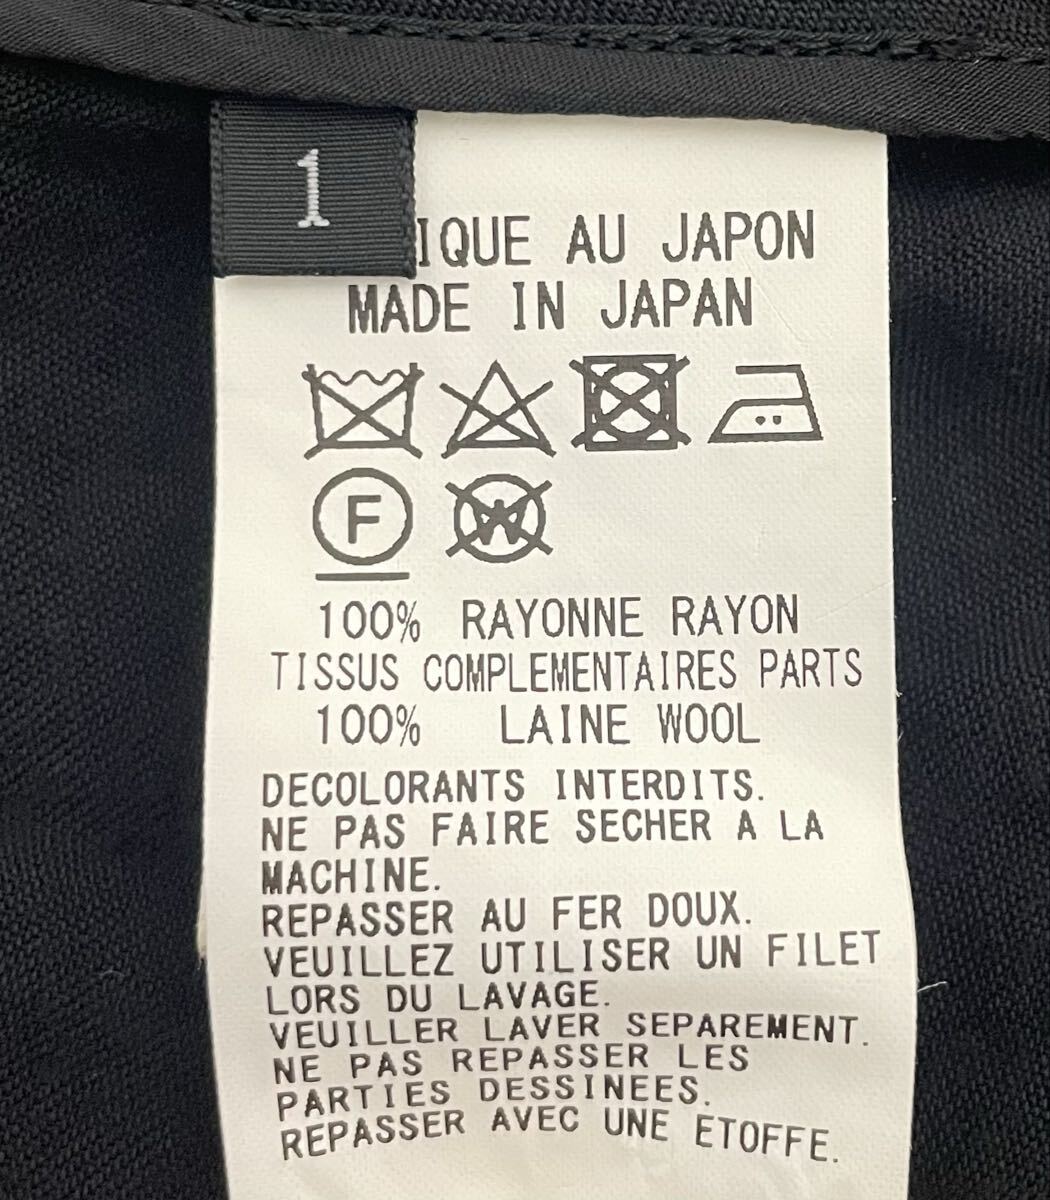 1
IQUE AU JAPON
MADE IN JAPAN
F
W
100% RAYONNE RAYON
TISSUS COMPLEMENTAIRES PARTS
100% LAINE WOOL
DECOLORANTS INTERDITS.
NE PAS FAIRE SECHER A LA
MACHINE.
REPASSER AU FER DOUX.
VEUILLEZ UTILISER UN FILET
LORS DU LAVAGE.
VEUILLER LAVER SEPAREMENT.
NE PAS REPASSER LES
PARTIES DESSINEES.
REPASSER AVEC UNE ETOFFE.